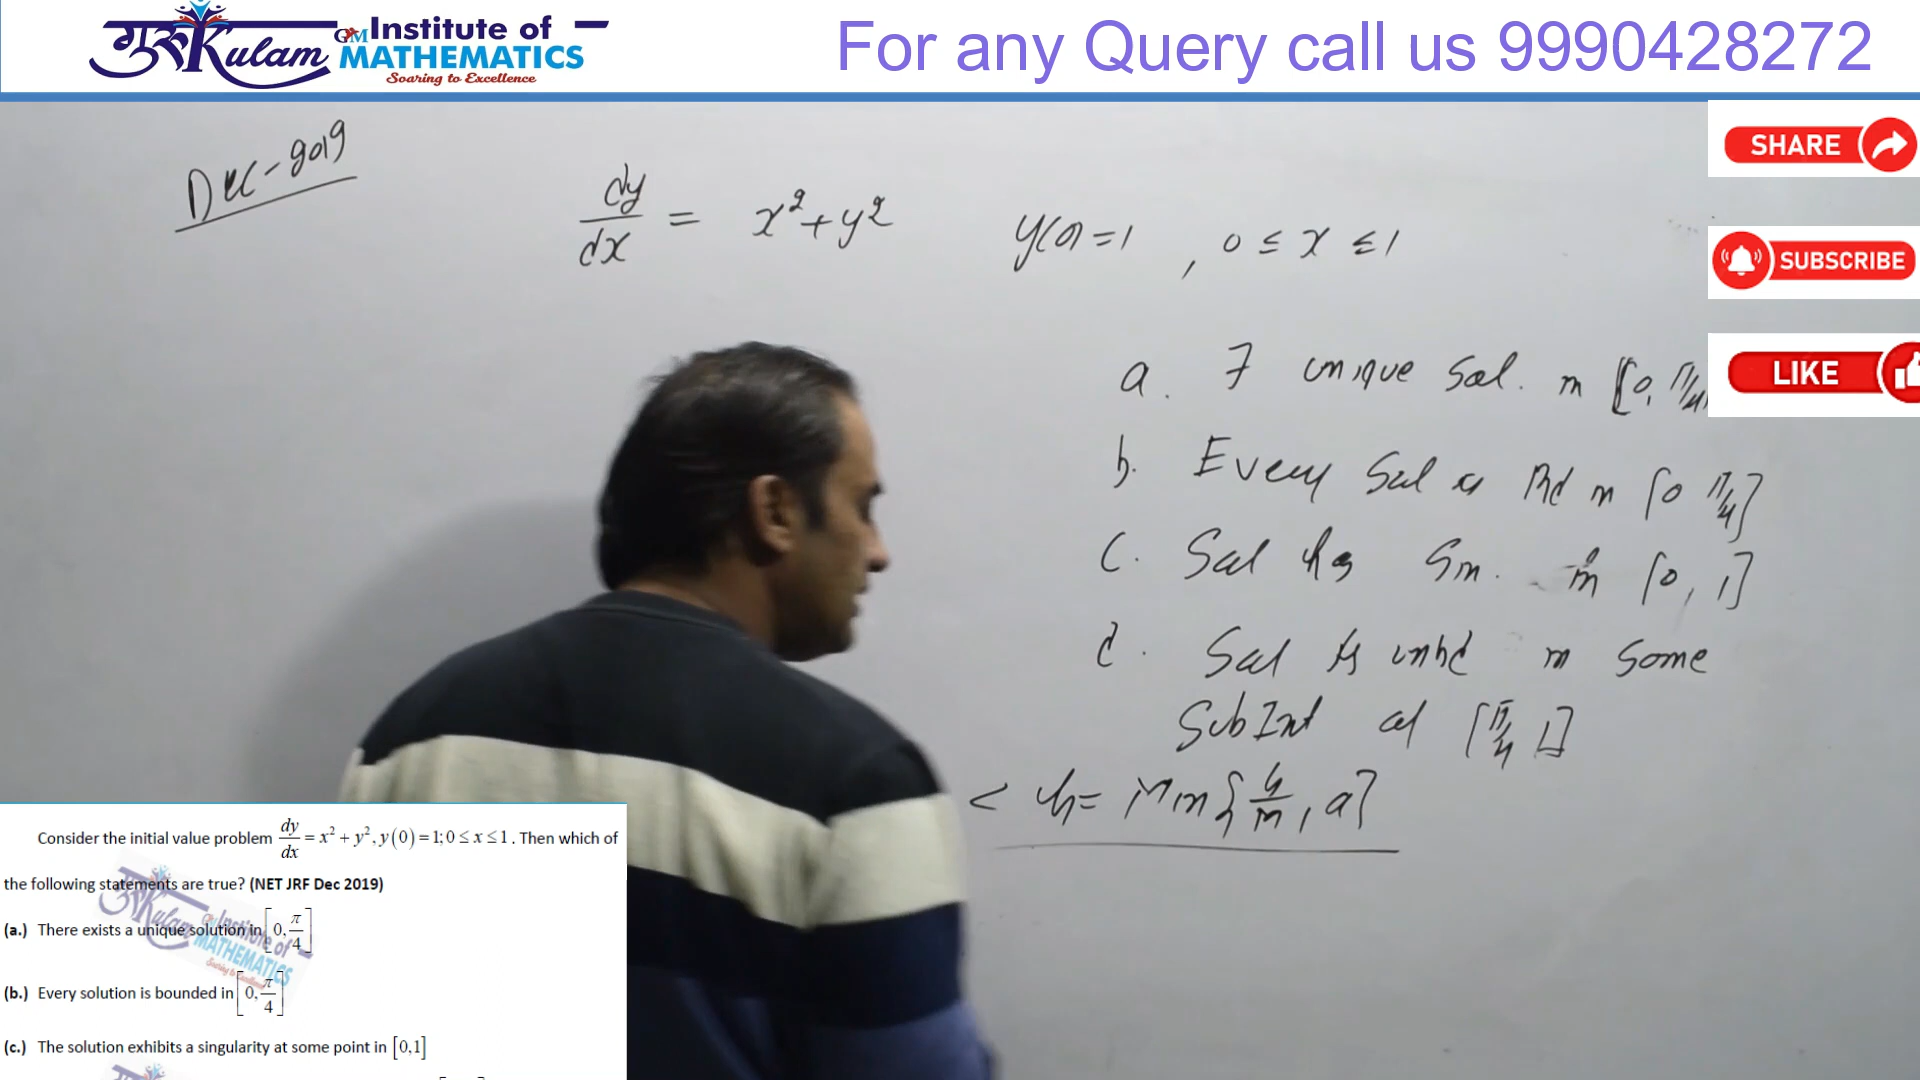 गुरुKulam GM Institute of
MATHEMATICS
Soaring to Excellence
For any Query call us 9990428272
SHARE
SUBSCRIBE
LIKE
Dec-2019
dy/dx = x²+y² y(0)=1 , 0 ≤ x ≤ 1
a. ∃ unique Sol. in [0, π/4
b. Every Sol is Bd in [0 π/4]
c. Sol has Sin. in [0, 1]
d. Sol is unbd in some
SubInt of [π/4 1]
< h= Min{b/m, a}
Consider the initial value problem dy/dx = x² + y², y(0) = 1; 0 ≤ x ≤ 1. Then which of
the following statements are true? (NET JRF Dec 2019)
(a.) There exists a unique solution in [0, π/4]
(b.) Every solution is bounded in [0, π/4]
(c.) The solution exhibits a singularity at some point in [0,1]